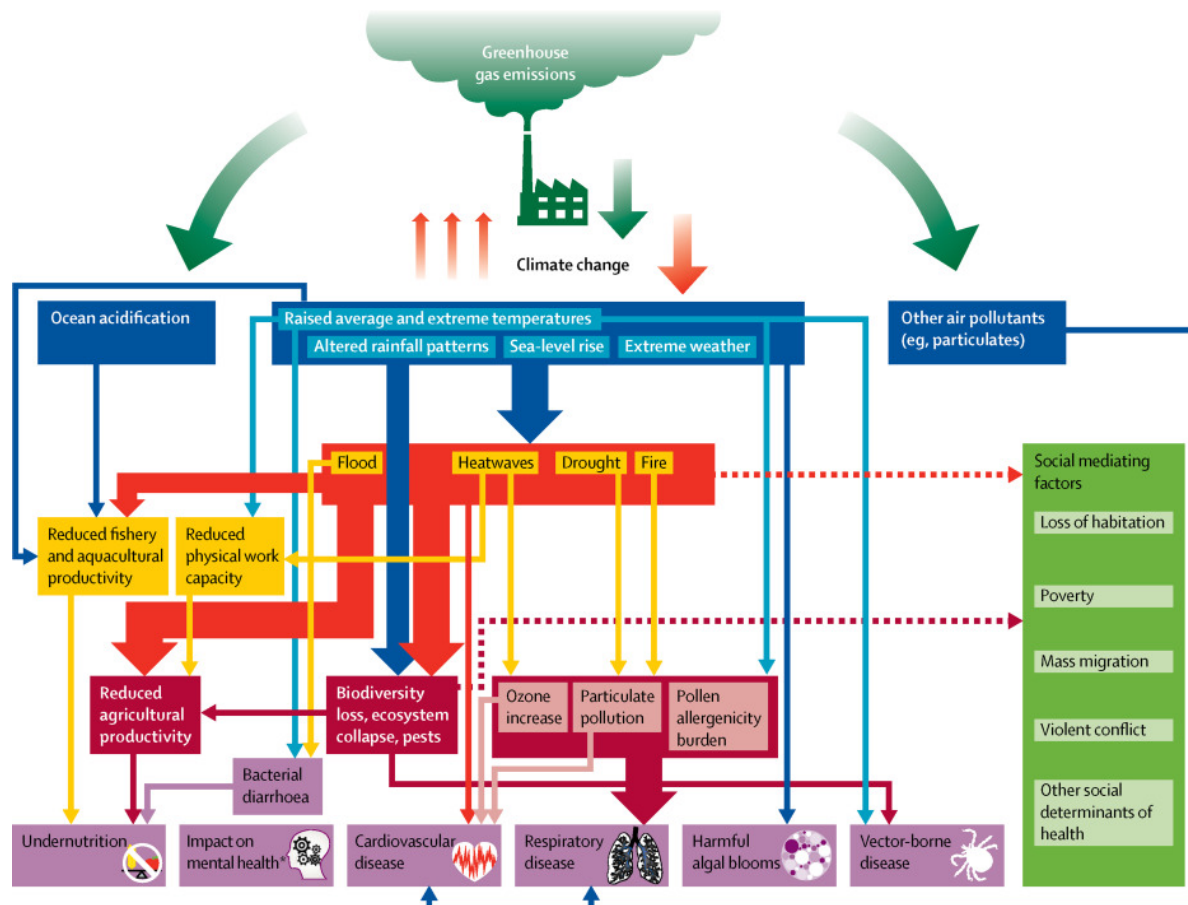 Greenhouse
gas emissions
Climate change
Ocean acidification
Raised average and extreme temperatures
Altered rainfall patterns
Sea-level rise
Extreme weather
Other air pollutants
(eg, particulates)
Flood
Heatwaves
Drought
Fire
Social mediating
factors
Loss of habitation
Poverty
Mass migration
Violent conflict
Other social
determinants of
health
Reduced fishery
and aquacultural
productivity
Reduced
physical work
capacity
Reduced
agricultural
productivity
Biodiversity
loss, ecosystem
collapse, pests
Ozone
increase
Particulate
pollution
Pollen
allergenicity
burden
Bacterial
diarrhoea
Undernutrition
Impact on
mental health*
Cardiovascular
disease
Respiratory
disease
Harmful
algal blooms
Vector-borne
disease